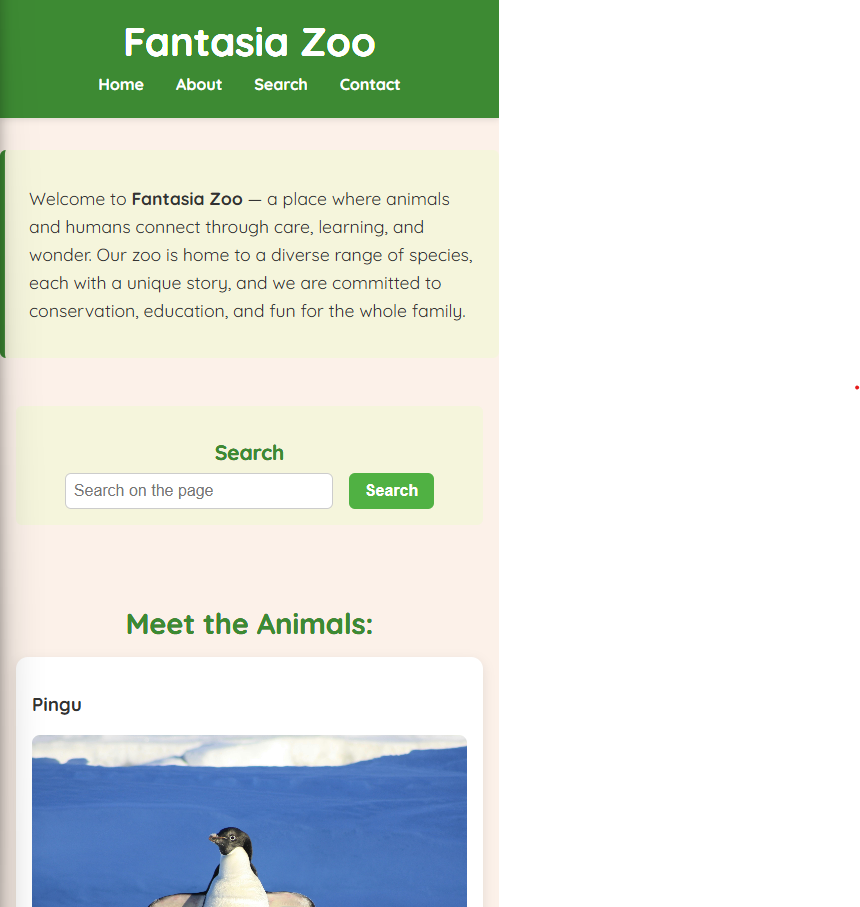 Fantasia Zoo
Home About Search Contact
Welcome to Fantasia Zoo — a place where animals
and humans connect through care, learning, and
wonder. Our zoo is home to a diverse range of species,
each with a unique story, and we are committed to
conservation, education, and fun for the whole family.
Search
Search on the page Search
Meet the Animals:
Pingu